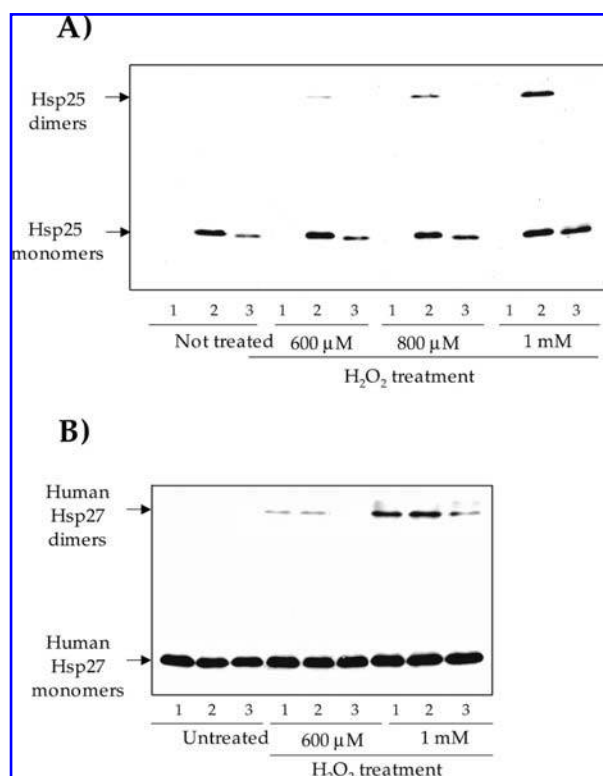 A)
Hsp25
dimers
Hsp25
monomers
1 2 3 1 2 3 1 2 3 1 2 3
Not treated 600 µM 800 µM 1 mM
H₂O₂ treatment
B)
Human
Hsp27
dimers
Human
Hsp27
monomers
1 2 3 1 2 3 1 2 3
Untreated 600 µM 1 mM
H₂O₂ treatment